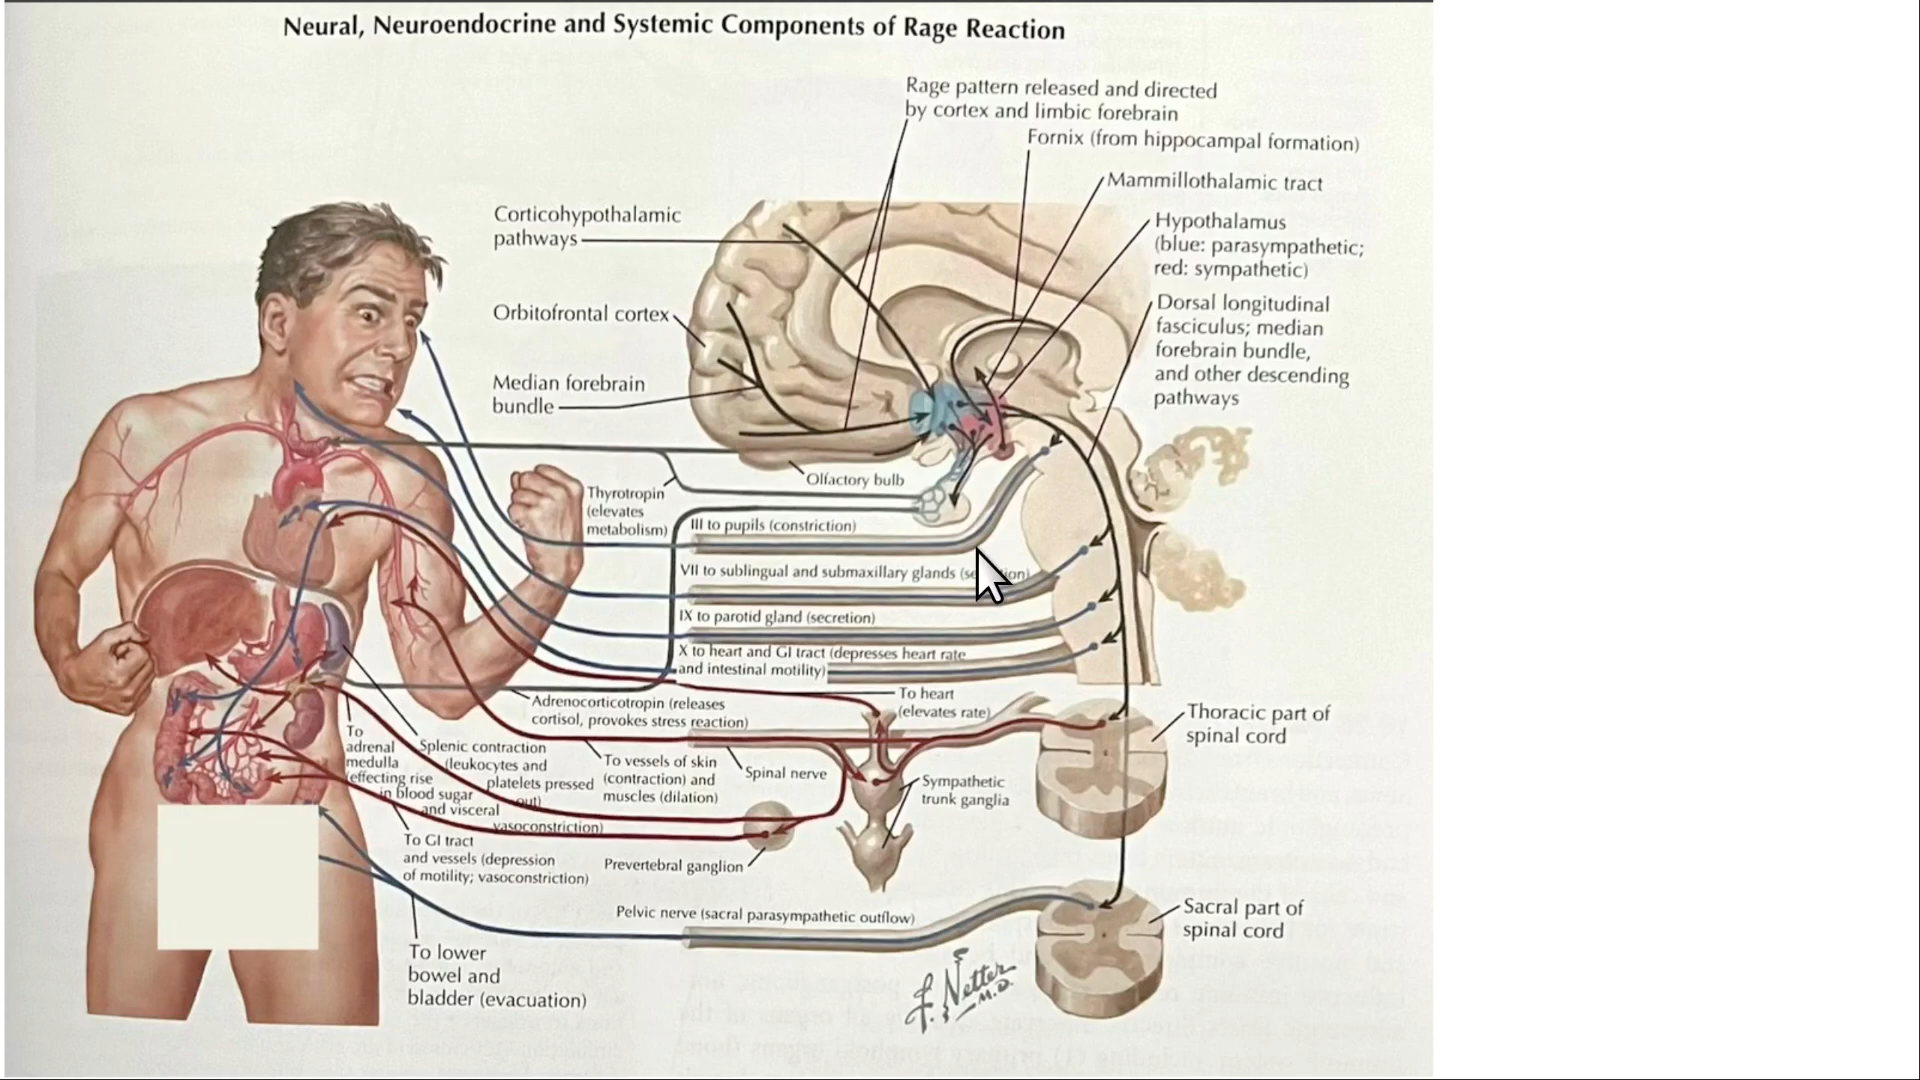 Neural, Neuroendocrine and Systemic Components of Rage Reaction
Rage pattern released and directed
by cortex and limbic forebrain
Fornix (from hippocampal formation)
Mammillothalamic tract
Hypothalamus
(blue: parasympathetic;
red: sympathetic)
Dorsal longitudinal
fasciculus; median
forebrain bundle,
and other descending
pathways
Corticohypothalamic
pathways
Orbitofrontal cortex
Median forebrain
bundle
Olfactory bulb
Thyrotropin
(elevates
metabolism)
III to pupils (constriction)
VII to sublingual and submaxillary glands
IX to parotid gland (secretion)
X to heart and GI tract (depresses heart rate
and intestinal motility)
To heart
(elevates rate)
Adrenocorticotropin (releases
cortisol, provokes stress reaction)
To
adrenal
medulla
(effecting rise
in blood sugar
and visceral
vasoconstriction)
Splenic contraction
(leukocytes and
platelets pressed
out)
To vessels of skin
(contraction) and
muscles (dilation)
Spinal nerve
Sympathetic
trunk ganglia
Thoracic part of
spinal cord
To GI tract
and vessels (depression
of motility; vasoconstriction)
Prevertebral ganglion
Pelvic nerve (sacral parasympathetic outflow)
Sacral part of
spinal cord
To lower
bowel and
bladder (evacuation)
F. Netter
M.D.